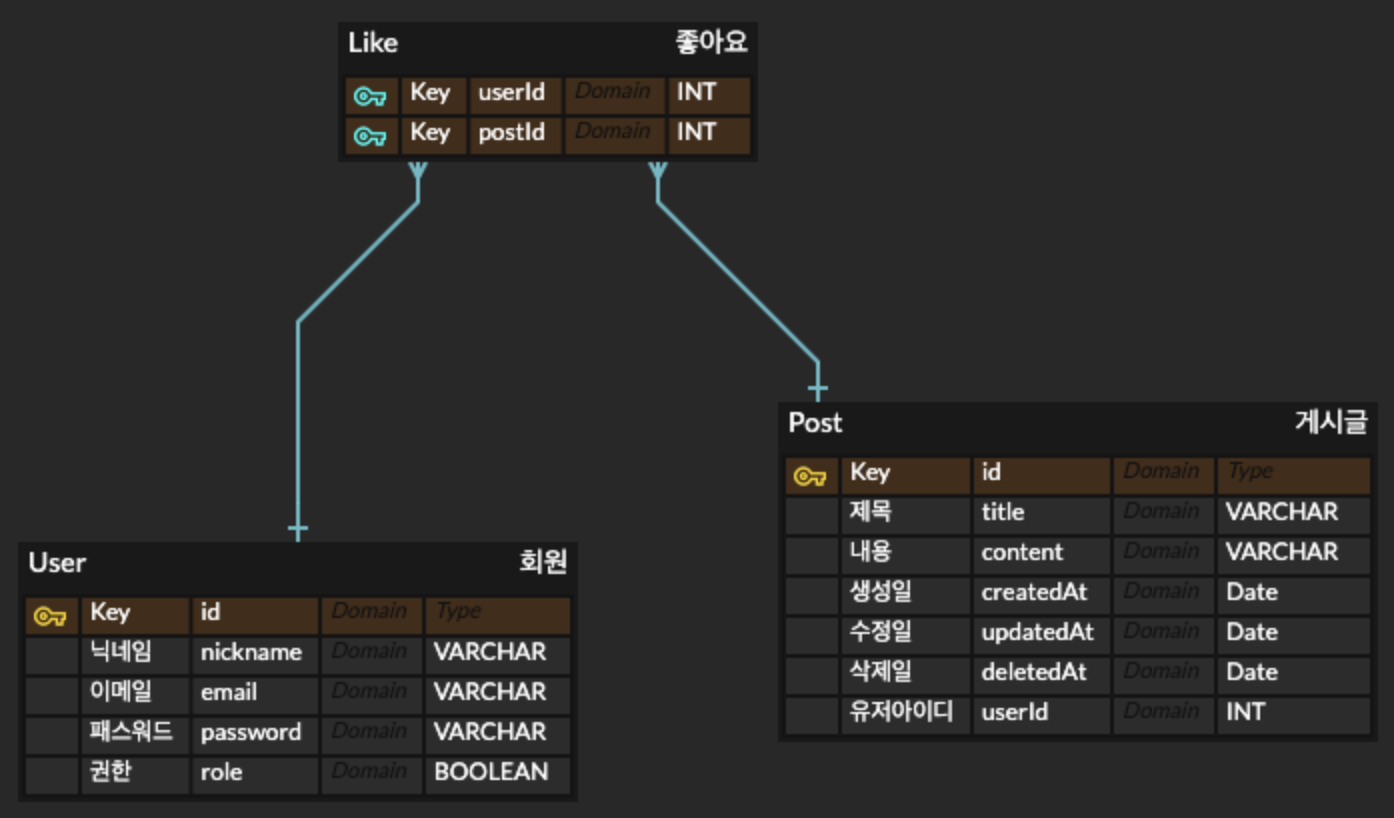 Like 좋아요
Key userId Domain INT
Key postId Domain INT
Post 게시글
Key id Domain Type
제목 title Domain VARCHAR
내용 content Domain VARCHAR
생성일 createdAt Domain Date
수정일 updatedAt Domain Date
삭제일 deletedAt Domain Date
유저아이디 userId Domain INT
User 회원
Key id Domain Type
닉네임 nickname Domain VARCHAR
이메일 email Domain VARCHAR
패스워드 password Domain VARCHAR
권한 role Domain BOOLEAN